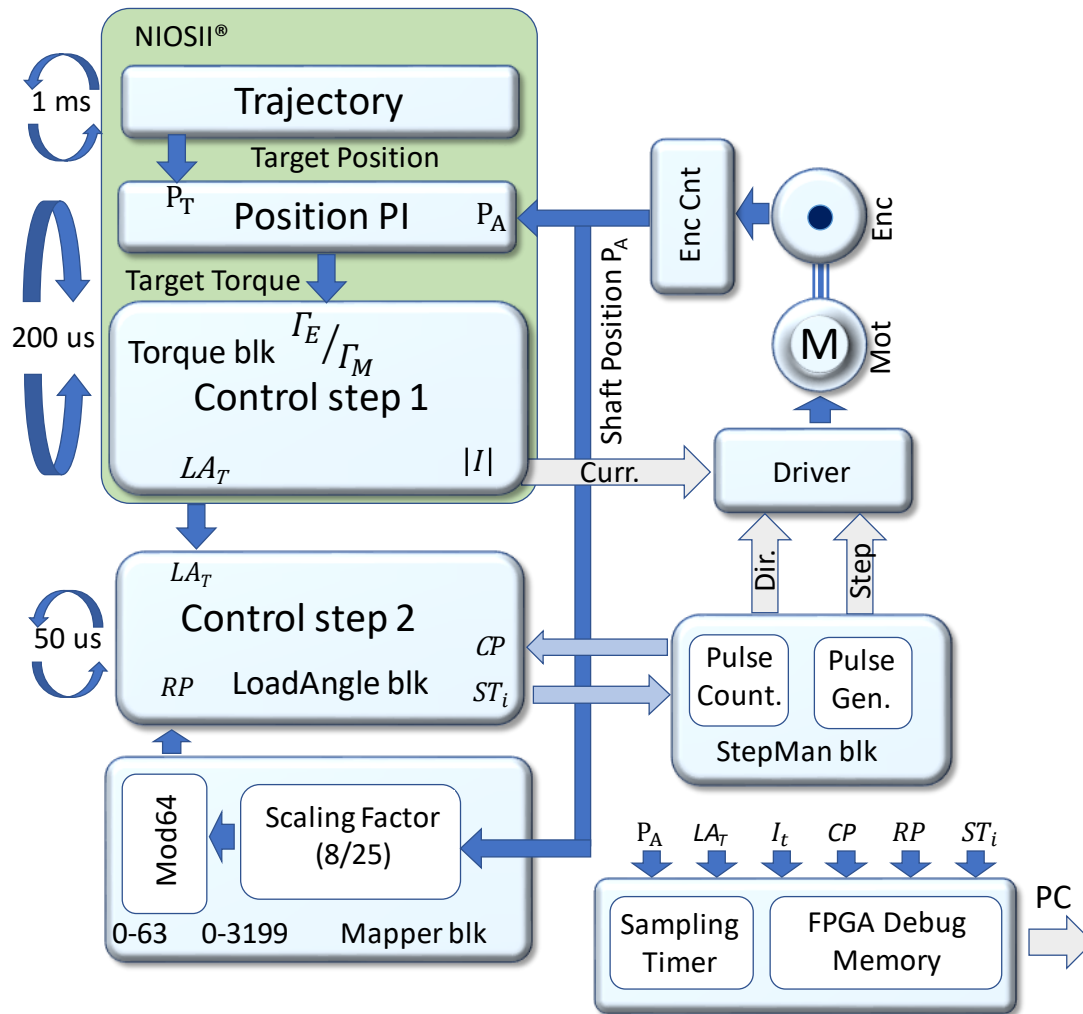 NIOSII®
1 ms
Trajectory
Target Position
P_T
Position PI
P_A
Target Torque
200 us
Γ_E/Γ_M
Torque blk
Control step 1
LA_T
|I|
Curr.
Shaft Position P_A
Enc Cnt
Enc
M
Mot
Driver
Dir.
Step
LA_T
Control step 2
50 us
CP
RP
LoadAngle blk
ST_i
Pulse
Count.
Pulse
Gen.
StepMan blk
Mod64
Scaling Factor
(8/25)
0-63
0-3199
Mapper blk
P_A
LA_T
I_t
CP
RP
ST_i
Sampling
Timer
FPGA Debug
Memory
PC